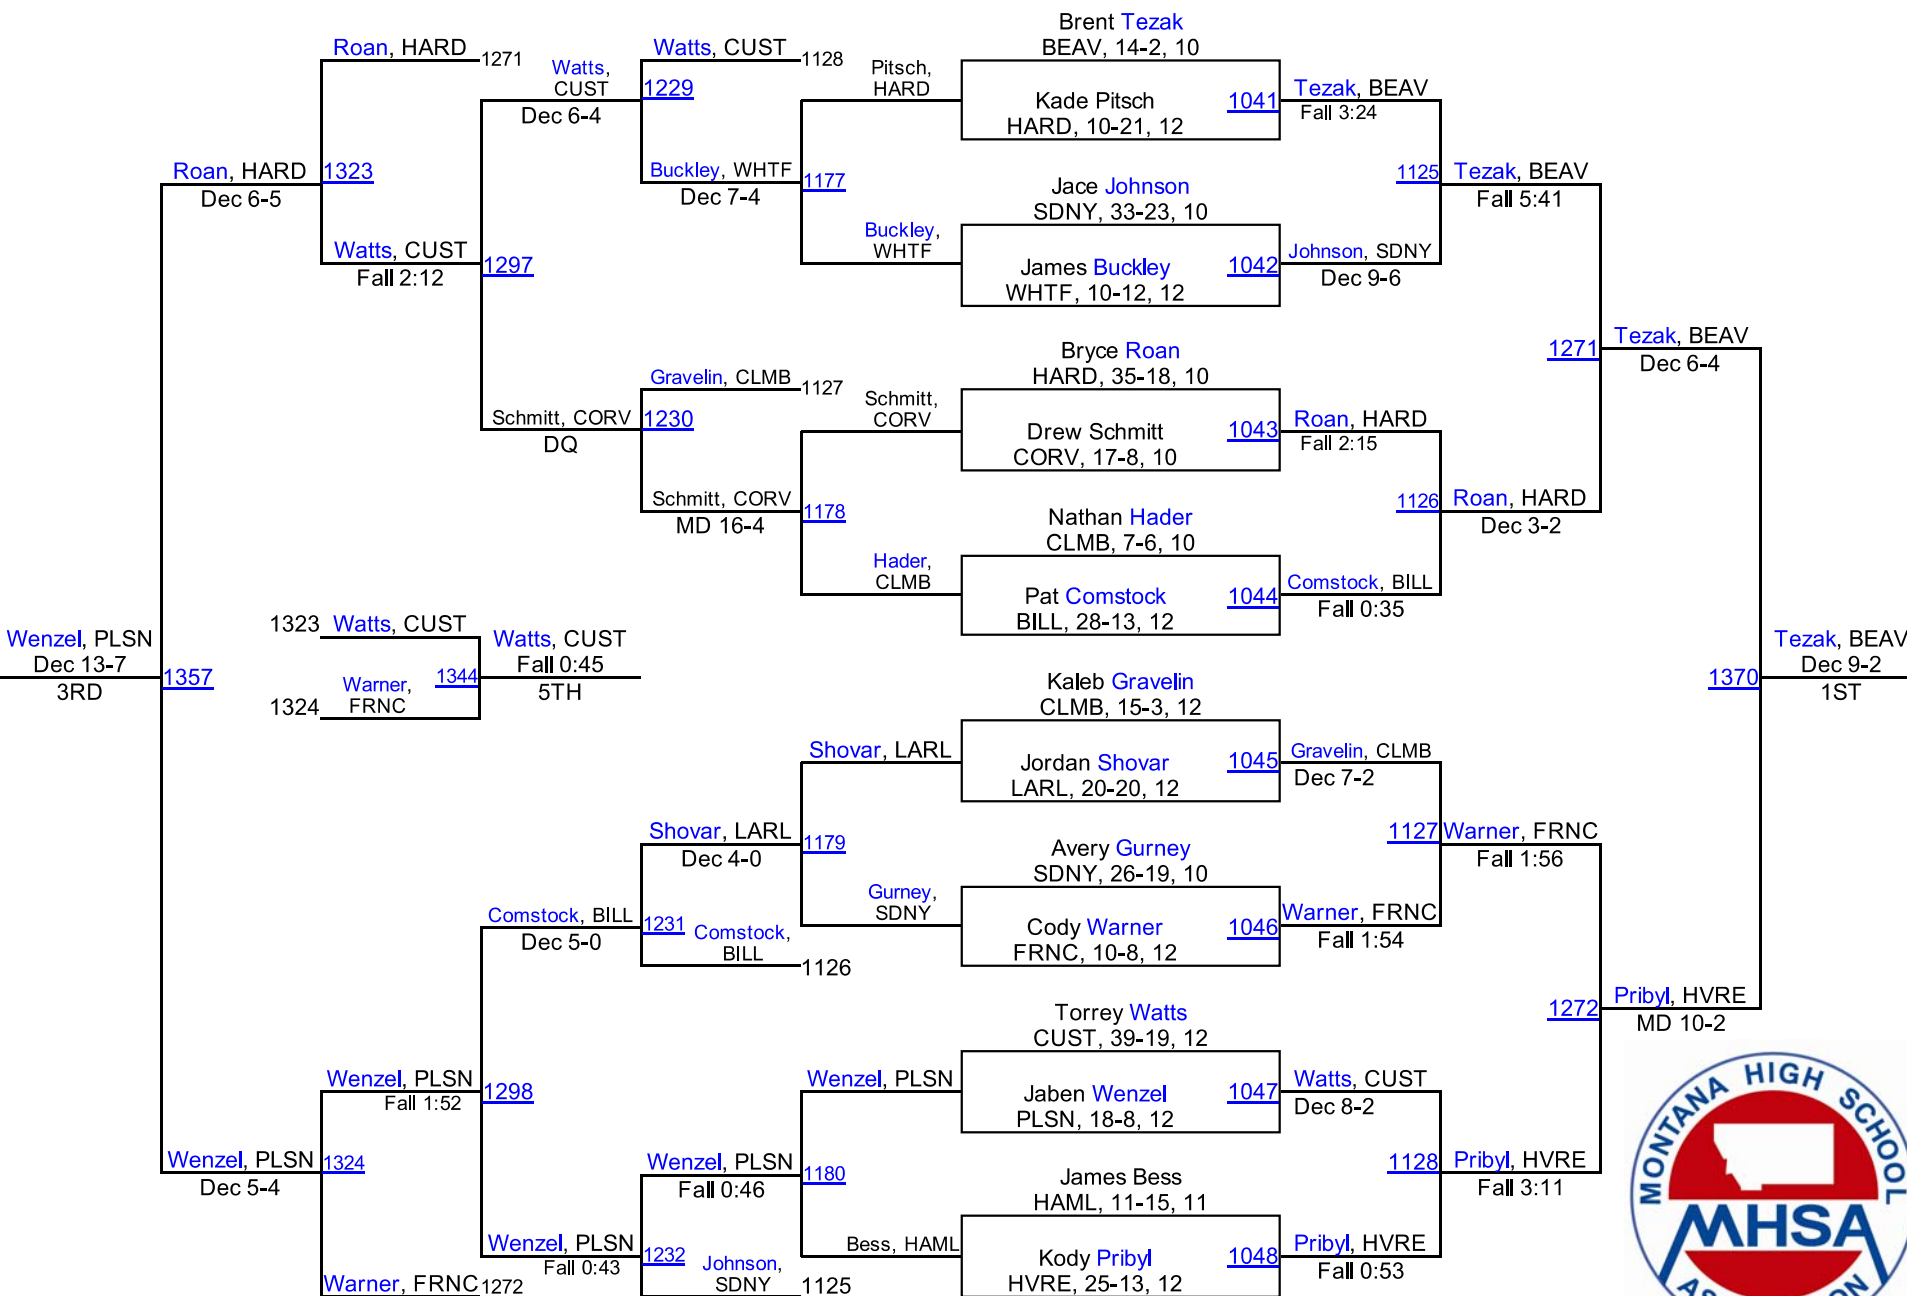 Brent Tezak
BEAV, 14-2, 10
Roan, HARD
1271
Watts,
CUST
Dec 6-4
Watts, CUST
1128
1229
Pitsch,
HARD
Kade Pitsch
HARD, 10-21, 12
1041
Tezak, BEAV
Fall 3:24
Roan, HARD
Dec 6-5
1323
Buckley, WHTF
Dec 7-4
1177
Jace Johnson
SDNY, 33-23, 10
1125
Tezak, BEAV
Fall 5:41
Watts, CUST
Fall 2:12
1297
Buckley,
WHTF
James Buckley
WHTF, 10-12, 12
1042
Johnson, SDNY
Dec 9-6
Bryce Roan
HARD, 35-18, 10
1271
Tezak, BEAV
Dec 6-4
Gravelin, CLMB
1127
Schmitt, CORV
DQ
1230
Schmitt,
CORV
Drew Schmitt
CORV, 17-8, 10
1043
Roan, HARD
Fall 2:15
Schmitt, CORV
MD 16-4
1178
Nathan Hader
CLMB, 7-6, 10
1126
Roan, HARD
Dec 3-2
Hader,
CLMB
Pat Comstock
BILL, 28-13, 12
1044
Comstock, BILL
Fall 0:35
Wenzel, PLSN
Dec 13-7
3RD
1357
1323
Watts, CUST
1324
Warner,
FRNC
1344
Watts, CUST
Fall 0:45
5TH
Kaleb Gravelin
CLMB, 15-3, 12
1370
Tezak, BEAV
Dec 9-2
1ST
Shovar, LARL
Jordan Shovar
LARL, 20-20, 12
1045
Gravelin, CLMB
Dec 7-2
Shovar, LARL
Dec 4-0
1179
Avery Gurney
SDNY, 26-19, 10
1127
Warner, FRNC
Fall 1:56
Comstock, BILL
Dec 5-0
1231
Comstock,
BILL
1126
Gurney,
SDNY
Cody Warner
FRNC, 10-8, 12
1046
Warner, FRNC
Fall 1:54
Torrey Watts
CUST, 39-19, 12
1272
Pribyl, HVRE
MD 10-2
Wenzel, PLSN
Fall 1:52
1298
Wenzel, PLSN
Jaben Wenzel
PLSN, 18-8, 12
1047
Watts, CUST
Dec 8-2
Wenzel, PLSN
Dec 5-4
1324
Wenzel, PLSN
Fall 0:46
1180
James Bess
HAML, 11-15, 11
1128
Pribyl, HVRE
Fall 3:11
Wenzel, PLSN
Fall 0:43
1232
Johnson,
SDNY
1125
Bess, HAML
Kody Pribyl
HVRE, 25-13, 12
1048
Pribyl, HVRE
Fall 0:53
Warner, FRNC
1272
MONTANA HIGH SCHOOL
MHSA